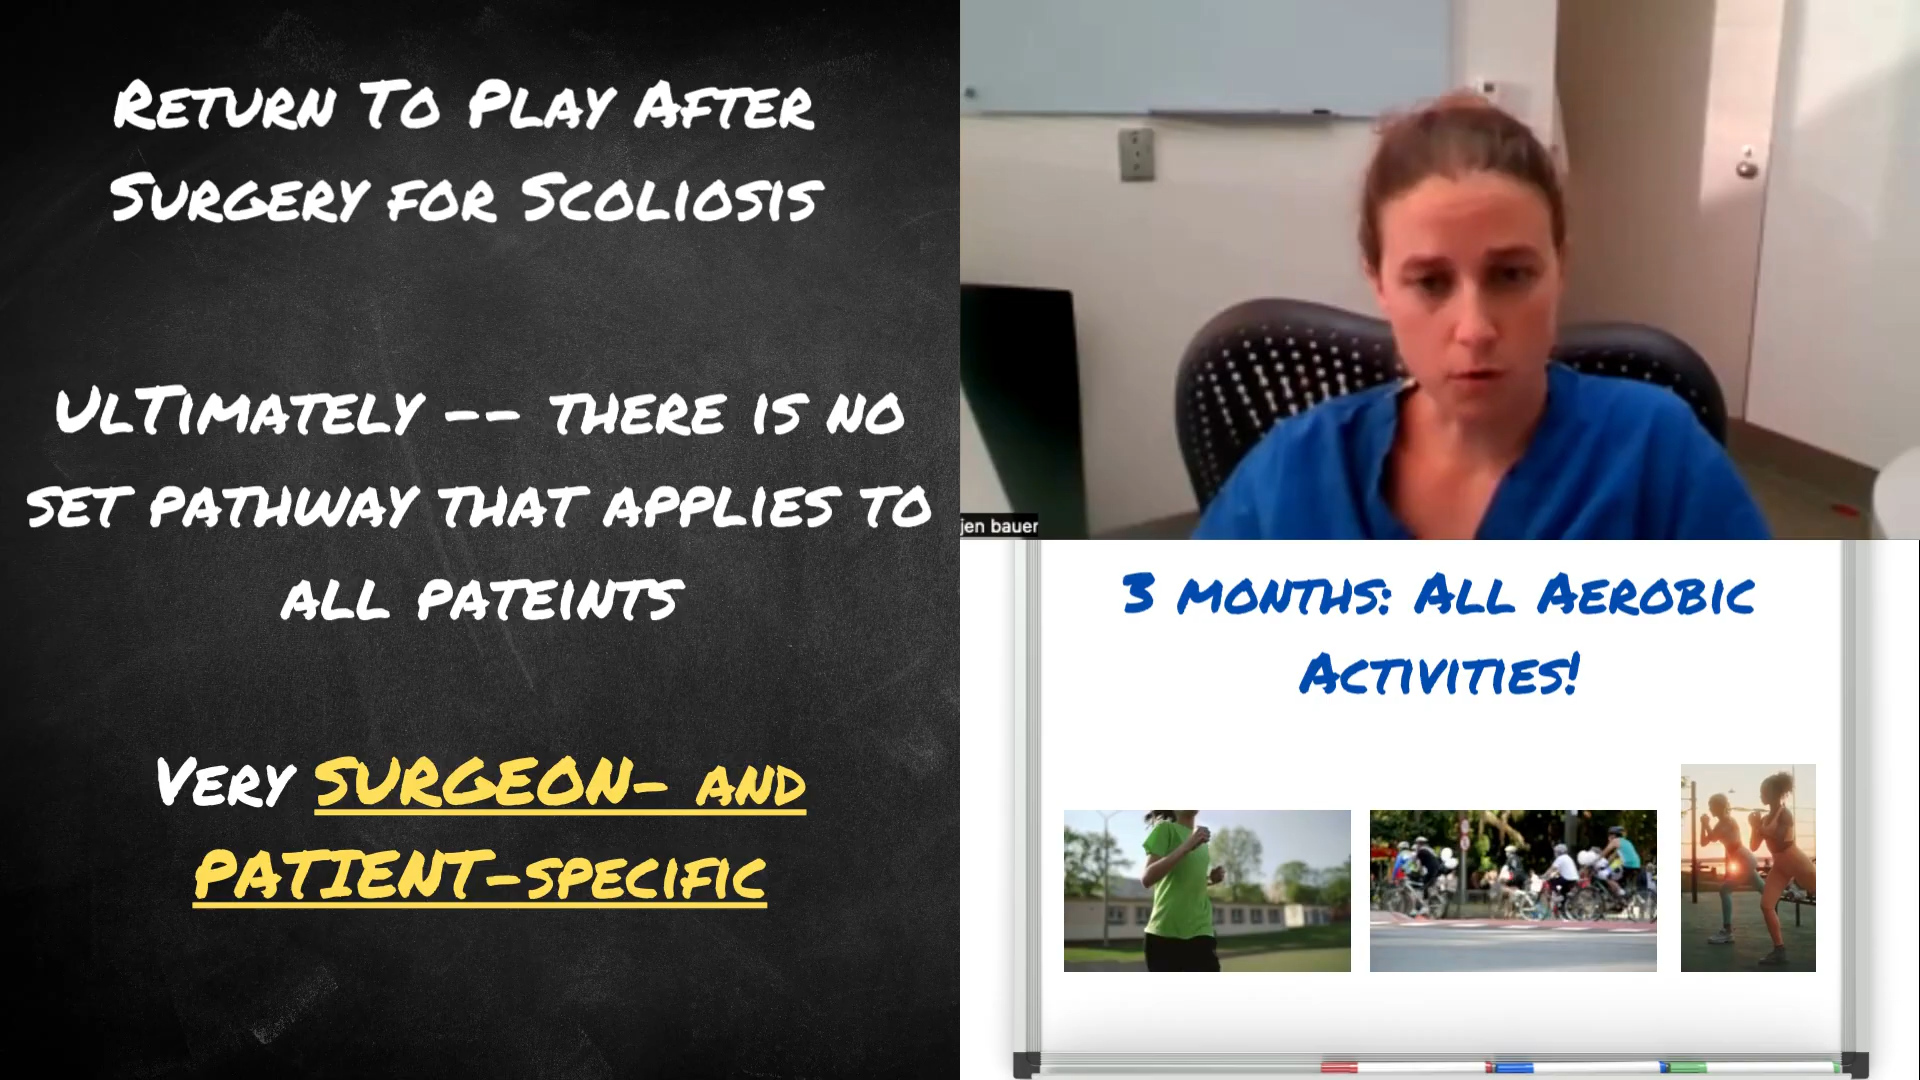 Return To Play After
Surgery for Scoliosis
UlTimately -- there is no
set pathway that applies to
all pateints
Very SURGEON- and
PATIENT-specific
jen bauer
3 months: All Aerobic
Activities!